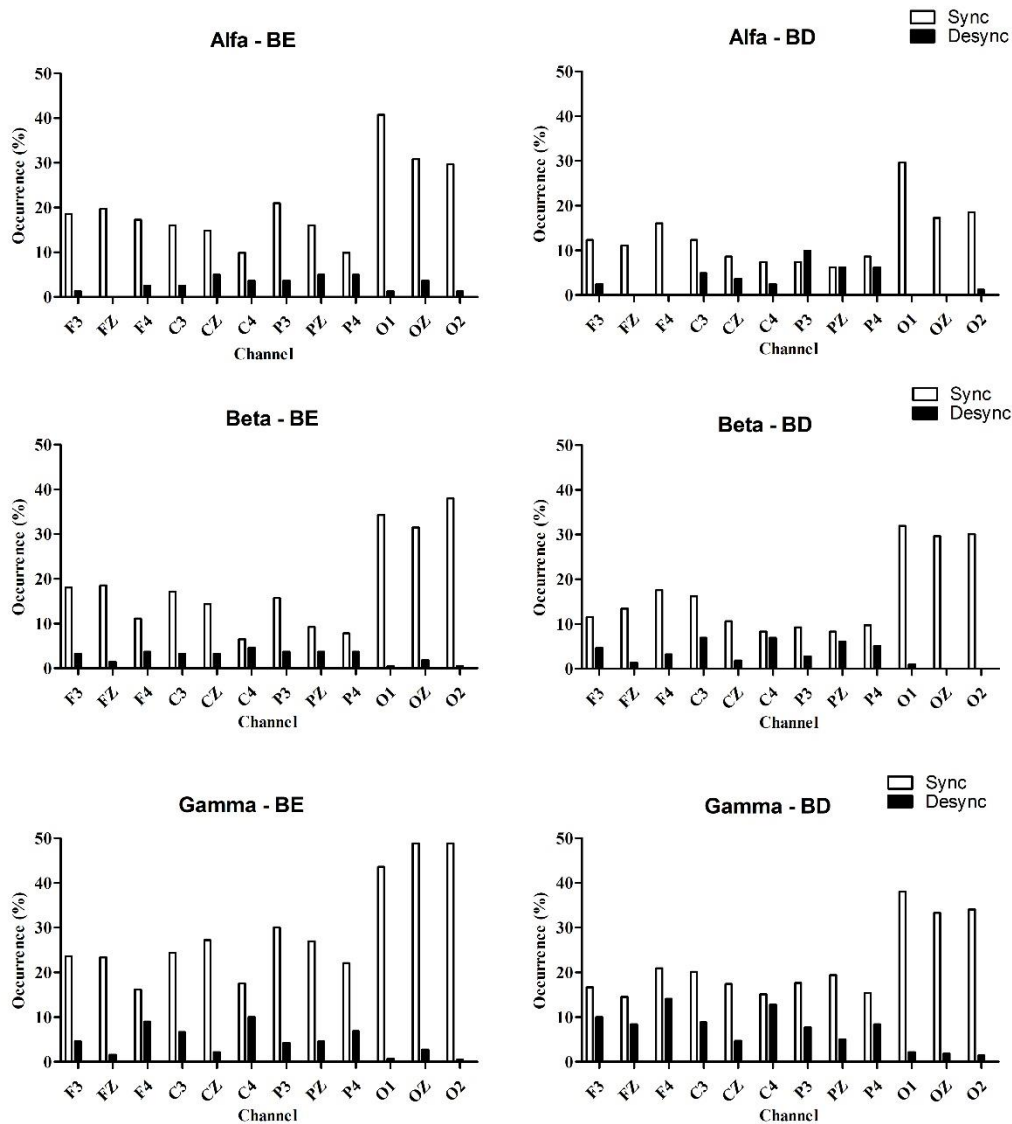 Sync
Desync
Alfa - BE
Alfa - BD
Occurrence (%)
50
40
30
20
10
0
F3 FZ F4 C3 CZ C4 P3 PZ P4 O1 OZ O2
Channel
Occurrence (%)
50
40
30
20
10
0
F3 FZ F4 C3 CZ C4 P3 PZ P4 O1 OZ O2
Channel
Sync
Desync
Beta - BE
Beta - BD
Occurrence (%)
50
40
30
20
10
0
F3 FZ F4 C3 CZ C4 P3 PZ P4 O1 OZ O2
Channel
Occurrence (%)
50
40
30
20
10
0
F3 FZ F4 C3 CZ C4 P3 PZ P4 O1 OZ O2
Channel
Sync
Desync
Gamma - BE
Gamma - BD
Occurrence (%)
50
40
30
20
10
0
F3 FZ F4 C3 CZ C4 P3 PZ P4 O1 OZ O2
Channel
Occurrence (%)
50
40
30
20
10
0
F3 FZ F4 C3 CZ C4 P3 PZ P4 O1 OZ O2
Channel